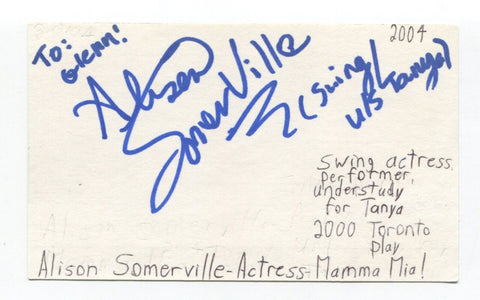 2004
To:
Glenn!
Alison
Somerville
(Swing/
u/s Tanya)
swing actress,
performer,
understudy
for Tanya
2000 Toronto
play
Alison Somerville-Actress-Mamma Mia!